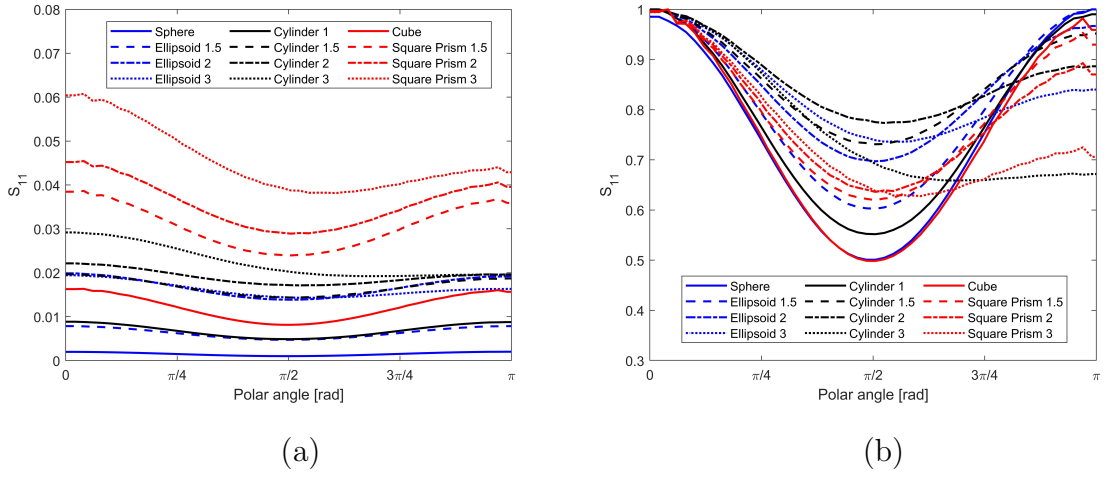 0.08
0.07
0.06
0.05
0.04
0.03
0.02
0.01
0
S11
Sphere
Ellipsoid 1.5
Ellipsoid 2
Ellipsoid 3
Cylinder 1
Cylinder 1.5
Cylinder 2
Cylinder 3
Cube
Square Prism 1.5
Square Prism 2
Square Prism 3
0 π/4 π/2 3π/4 π
Polar angle [rad]
(a)
1
0.9
0.8
0.7
0.6
0.5
0.4
0.3
S11
Sphere
Ellipsoid 1.5
Ellipsoid 2
Ellipsoid 3
Cylinder 1
Cylinder 1.5
Cylinder 2
Cylinder 3
Cube
Square Prism 1.5
Square Prism 2
Square Prism 3
0 π/4 π/2 3π/4 π
Polar angle [rad]
(b)